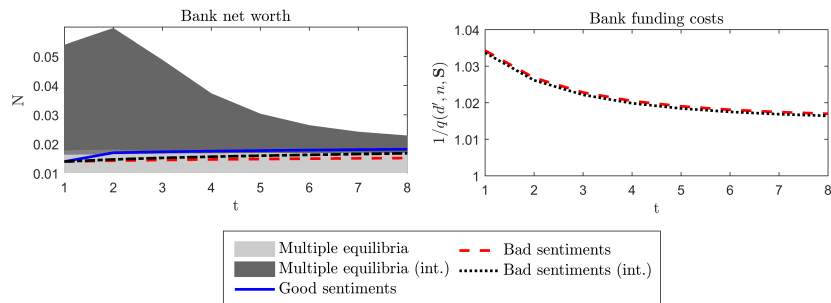 Bank net worth
0.05
0.04
0.03
0.02
0.01
N
1 2 3 4 5 6 7 8
t
Bank funding costs
1.04
1.03
1.02
1.01
1
1/q(d′, n, S)
1 2 3 4 5 6 7 8
t
Multiple equilibria
Multiple equilibria (int.)
Good sentiments
Bad sentiments
Bad sentiments (int.)